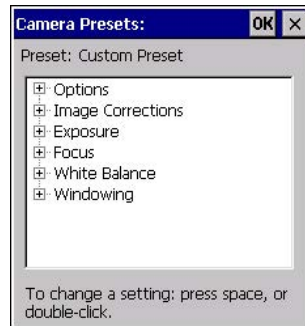 Camera Presets: OK ×
Preset: Custom Preset
Options
Image Corrections
Exposure
Focus
White Balance
Windowing
To change a setting: press space, or
double-click.